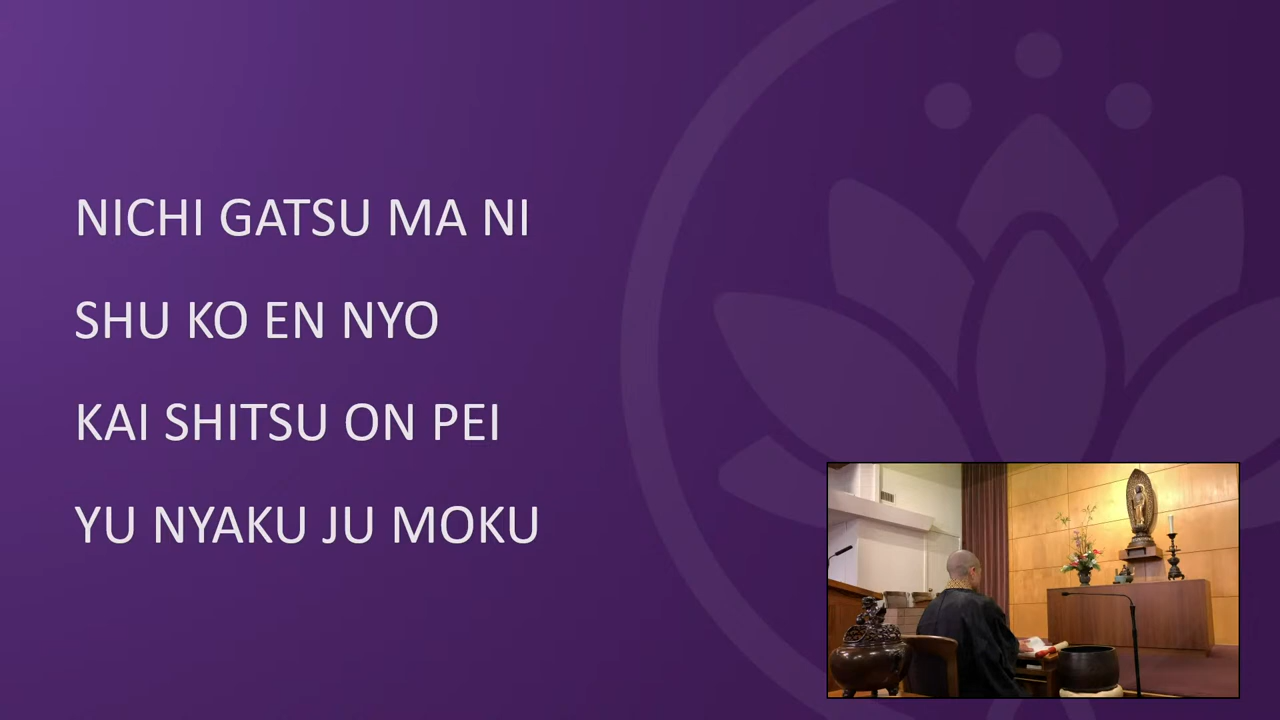 NICHI GATSU MA NI
SHU KO EN NYO
KAI SHITSU ON PEI
YU NYAKU JU MOKU